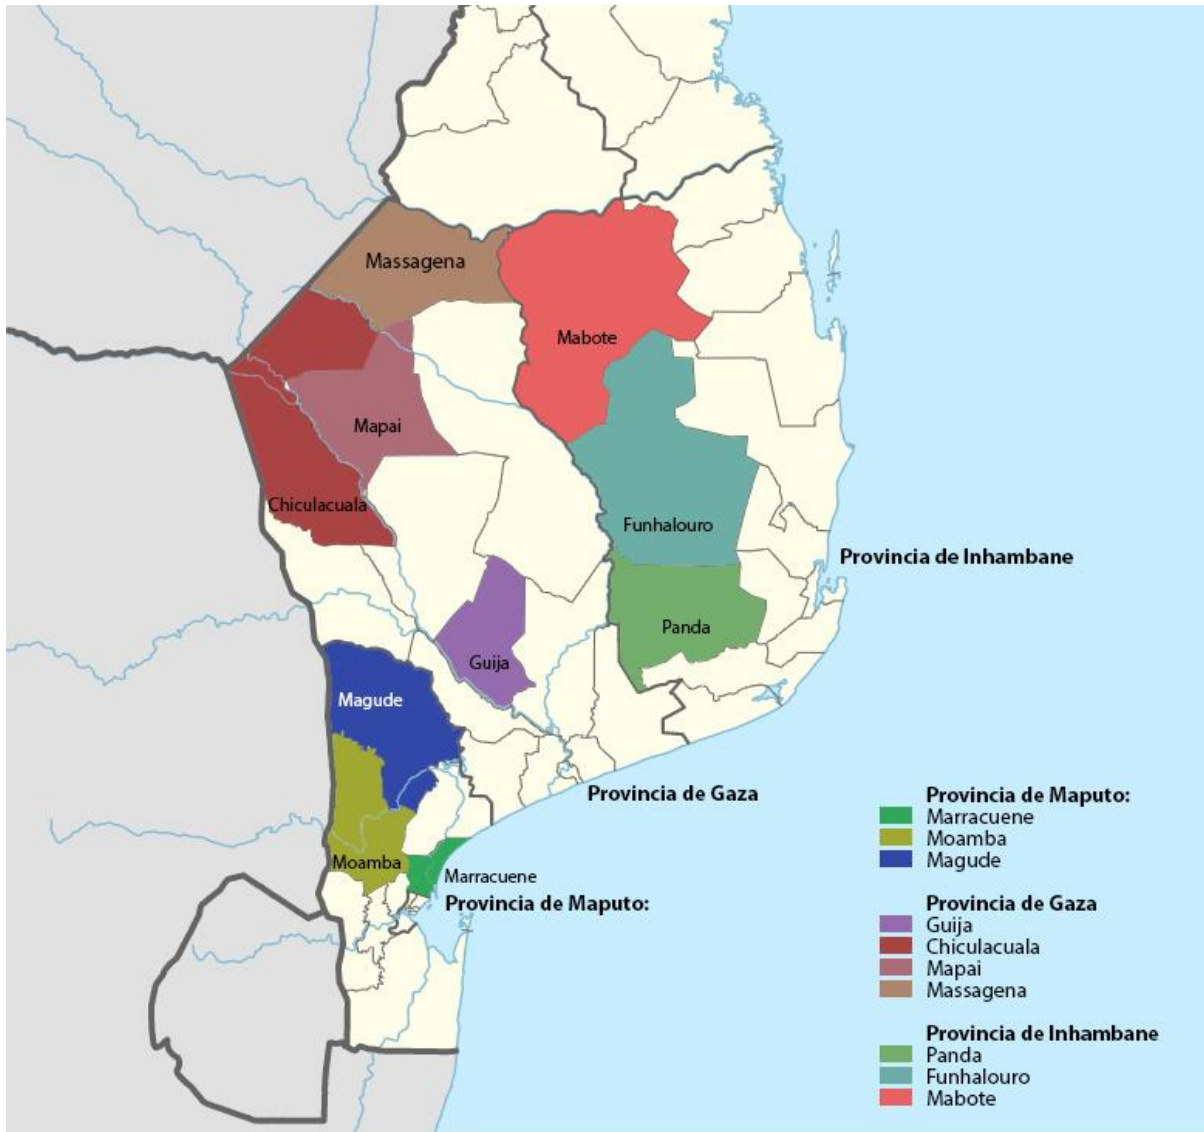 Massagena
Mabote
Mapai
Chiculacuala
Funhalouro
Provincia de Inhambane
Panda
Guija
Magude
Provincia de Gaza
Moamba
Marracuene
Provincia de Maputo:
Provincia de Maputo:
Marracuene
Moamba
Magude
Provincia de Gaza
Guija
Chiculacuala
Mapai
Massagena
Provincia de Inhambane
Panda
Funhalouro
Mabote